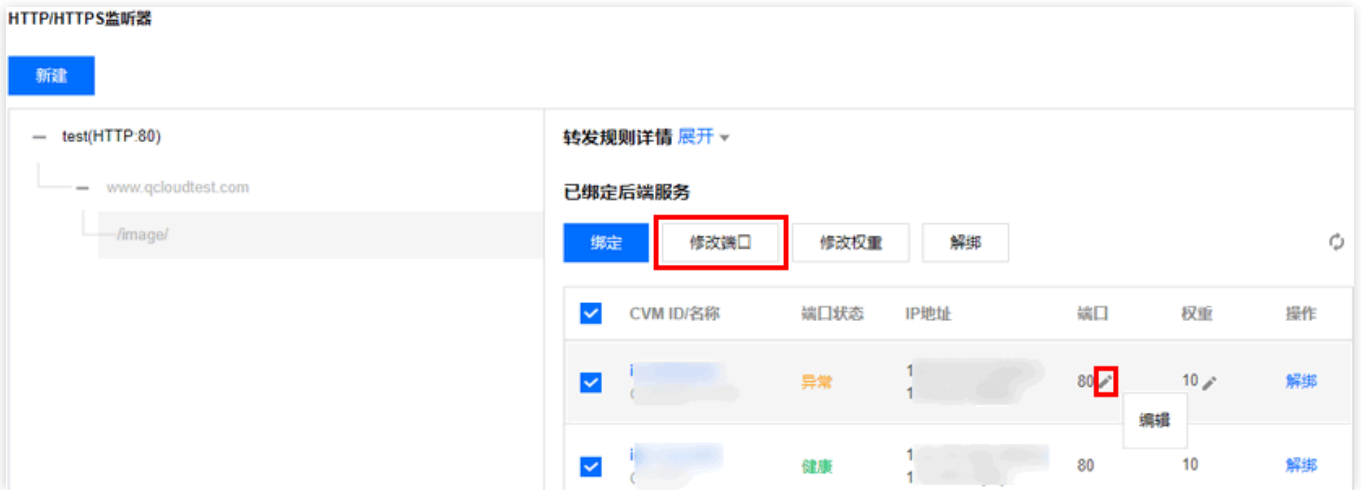 HTTP/HTTPS监听器
新建
test(HTTP:80)
www.qcloudtest.com
/image/
转发规则详情 展开
已绑定后端服务
绑定 修改端口 修改权重 解绑
CVM ID/名称 端口状态 IP地址 端口 权重 操作
异常 80 10 解绑
编辑
健康 80 10 解绑